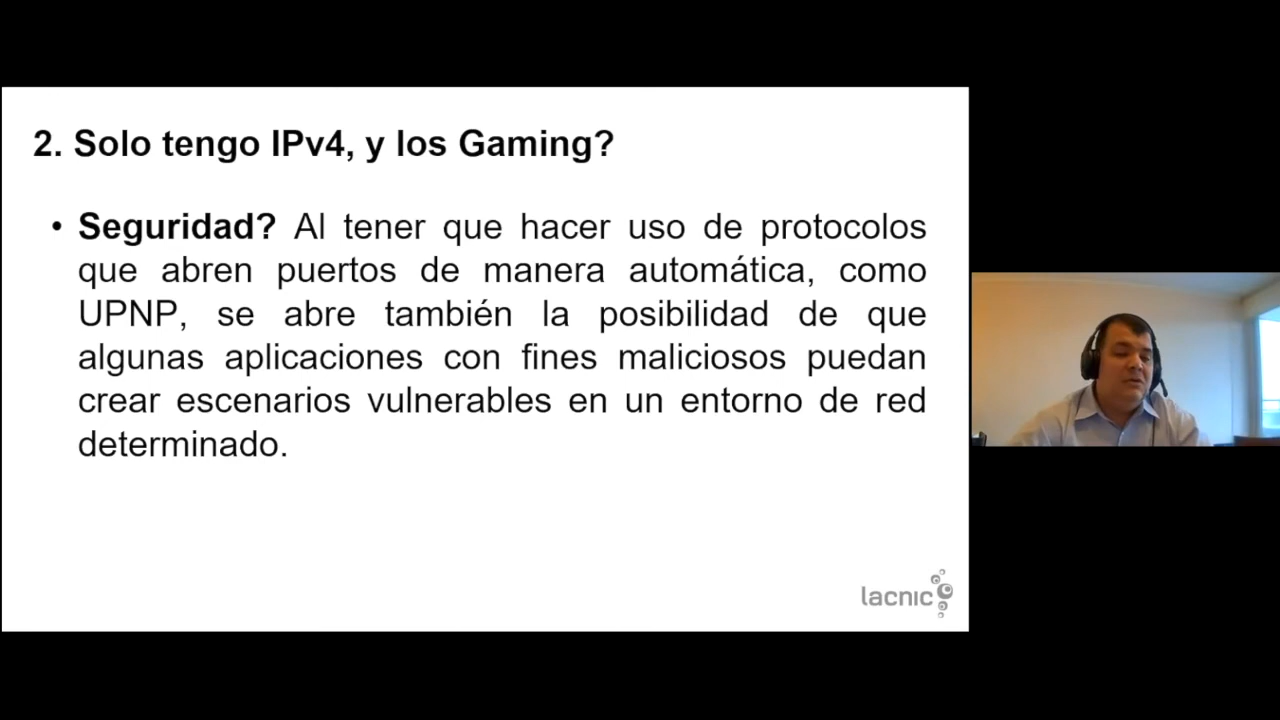 2. Solo tengo IPv4, y los Gaming?
• Seguridad? Al tener que hacer uso de protocolos
que abren puertos de manera automática, como
UPNP, se abre también la posibilidad de que
algunas aplicaciones con fines maliciosos puedan
crear escenarios vulnerables en un entorno de red
determinado.
lacnic